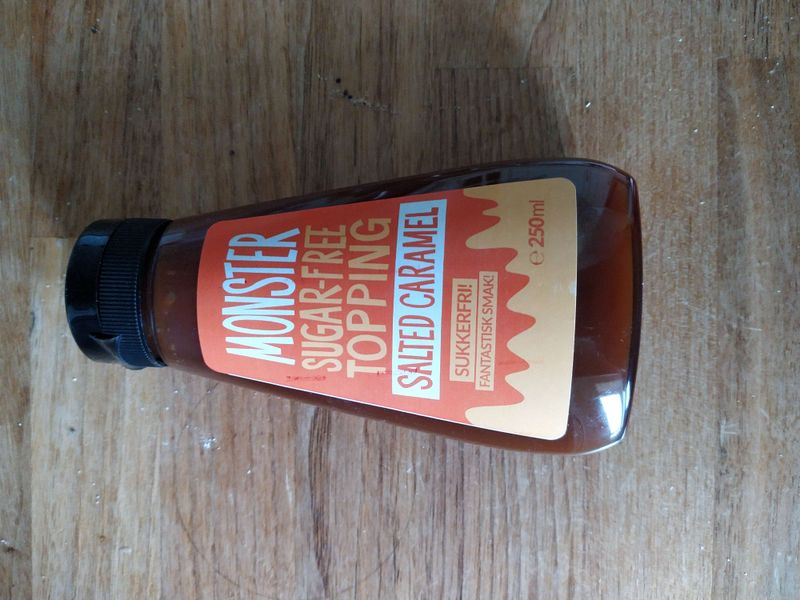 MONSTER
SUGAR-FREE
TOPPING
SALTED CARAMEL
SUKKERFRI!
FANTASTISK SMAK!
℮ 250ml